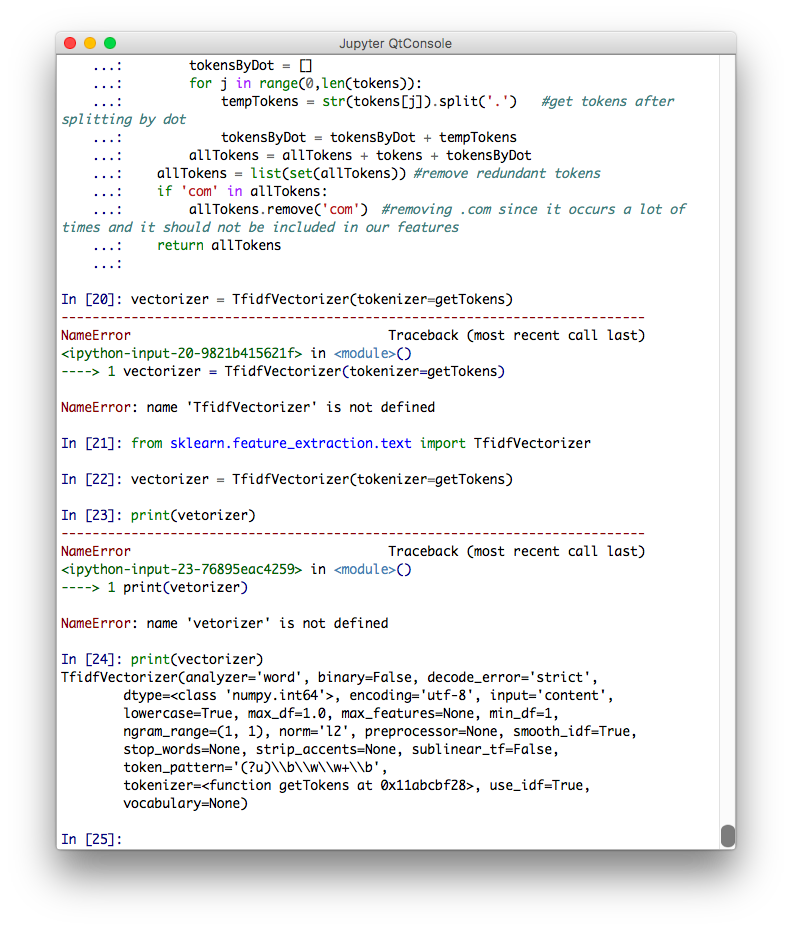 Jupyter QtConsole
    ...:         tokensByDot = []
    ...:         for j in range(0,len(tokens)):
    ...:             tempTokens = str(tokens[j]).split('.')   #get tokens after
splitting by dot
    ...:             tokensByDot = tokensByDot + tempTokens
    ...:         allTokens = allTokens + tokens + tokensByDot
    ...:     allTokens = list(set(allTokens)) #remove redundant tokens
    ...:     if 'com' in allTokens:
    ...:         allTokens.remove('com')  #removing .com since it occurs a lot of
times and it should not be included in our features
    ...:     return allTokens
    ...:
In [20]: vectorizer = TfidfVectorizer(tokenizer=getTokens)
---------------------------------------------------------------------------
NameError                                 Traceback (most recent call last)
<ipython-input-20-9821b415621f> in <module>()
----> 1 vectorizer = TfidfVectorizer(tokenizer=getTokens)
NameError: name 'TfidfVectorizer' is not defined
In [21]: from sklearn.feature_extraction.text import TfidfVectorizer
In [22]: vectorizer = TfidfVectorizer(tokenizer=getTokens)
In [23]: print(vetorizer)
---------------------------------------------------------------------------
NameError                                 Traceback (most recent call last)
<ipython-input-23-76895eac4259> in <module>()
----> 1 print(vetorizer)
NameError: name 'vetorizer' is not defined
In [24]: print(vectorizer)
TfidfVectorizer(analyzer='word', binary=False, decode_error='strict',
        dtype=<class 'numpy.int64'>, encoding='utf-8', input='content',
        lowercase=True, max_df=1.0, max_features=None, min_df=1,
        ngram_range=(1, 1), norm='l2', preprocessor=None, smooth_idf=True,
        stop_words=None, strip_accents=None, sublinear_tf=False,
        token_pattern='(?u)\\b\\w\\w+\\b',
        tokenizer=<function getTokens at 0x11abcbf28>, use_idf=True,
        vocabulary=None)
In [25]: